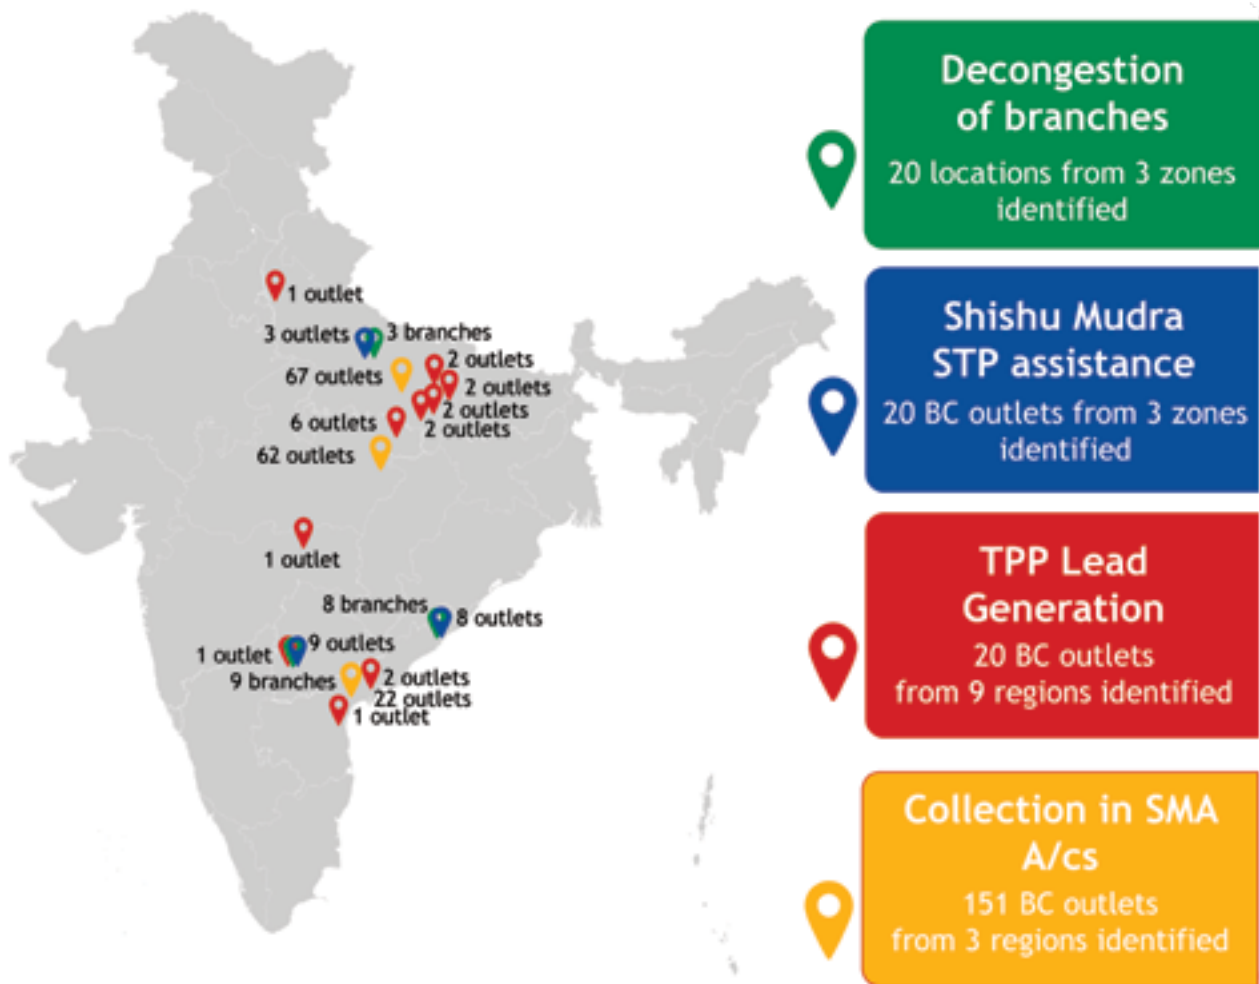 Decongestion
of branches
20 locations from 3 zones
identified
Shishu Mudra
STP assistance
20 BC outlets from 3 zones
identified
TPP Lead
Generation
20 BC outlets
from 9 regions identified
Collection in SMA
A/cs
151 BC outlets
from 3 regions identified
1 outlet
3 outlets
3 branches
67 outlets
2 outlets
2 outlets
2 outlets
6 outlets
2 outlets
62 outlets
1 outlet
8 branches
8 outlets
9 outlets
1 outlet
9 branches
2 outlets
22 outlets
1 outlet